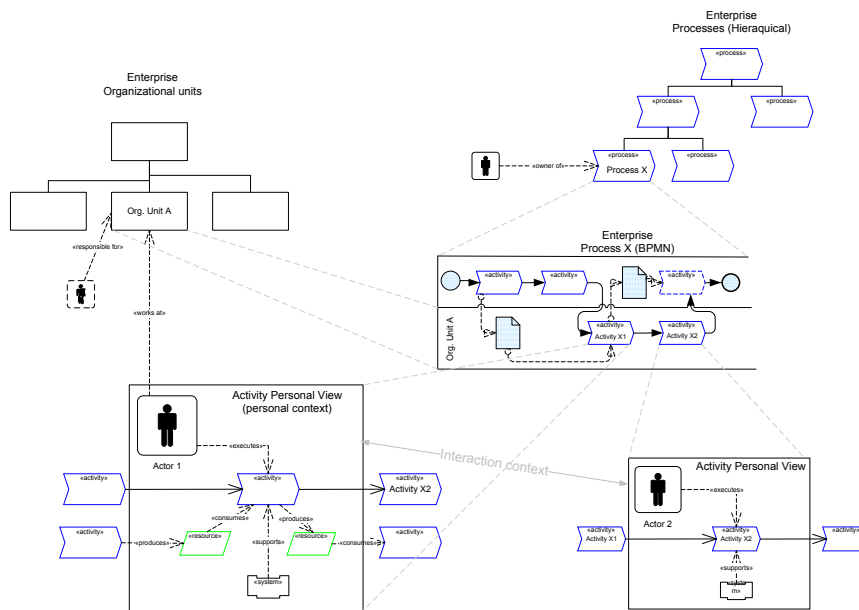 Enterprise
Processes (Hieraquical)
«process»
«process»
«process»
«owner of»
«process»
Process X
«process»
Enterprise
Organizational units
Org. Unit A
«responsible for»
«works at»
Enterprise
Process X (BPMN)
«activity»
«activity»
«activity»
Org. Unit A
«activity»
Activity X1
«activity»
Activity X2
Activity Personal View
(personal context)
Actor 1
«executes»
«activity»
«activity»
«activity»
Activity X2
«activity»
«produces»
«resource»
«consumes»
«produces»
«resource»
«consumes»
«activity»
«supports»
«system»
Interaction context
Activity Personal View
Actor 2
«executes»
«activity»
Activity X1
«activity»
Activity X2
«activity»
«supports»
«syste
m»